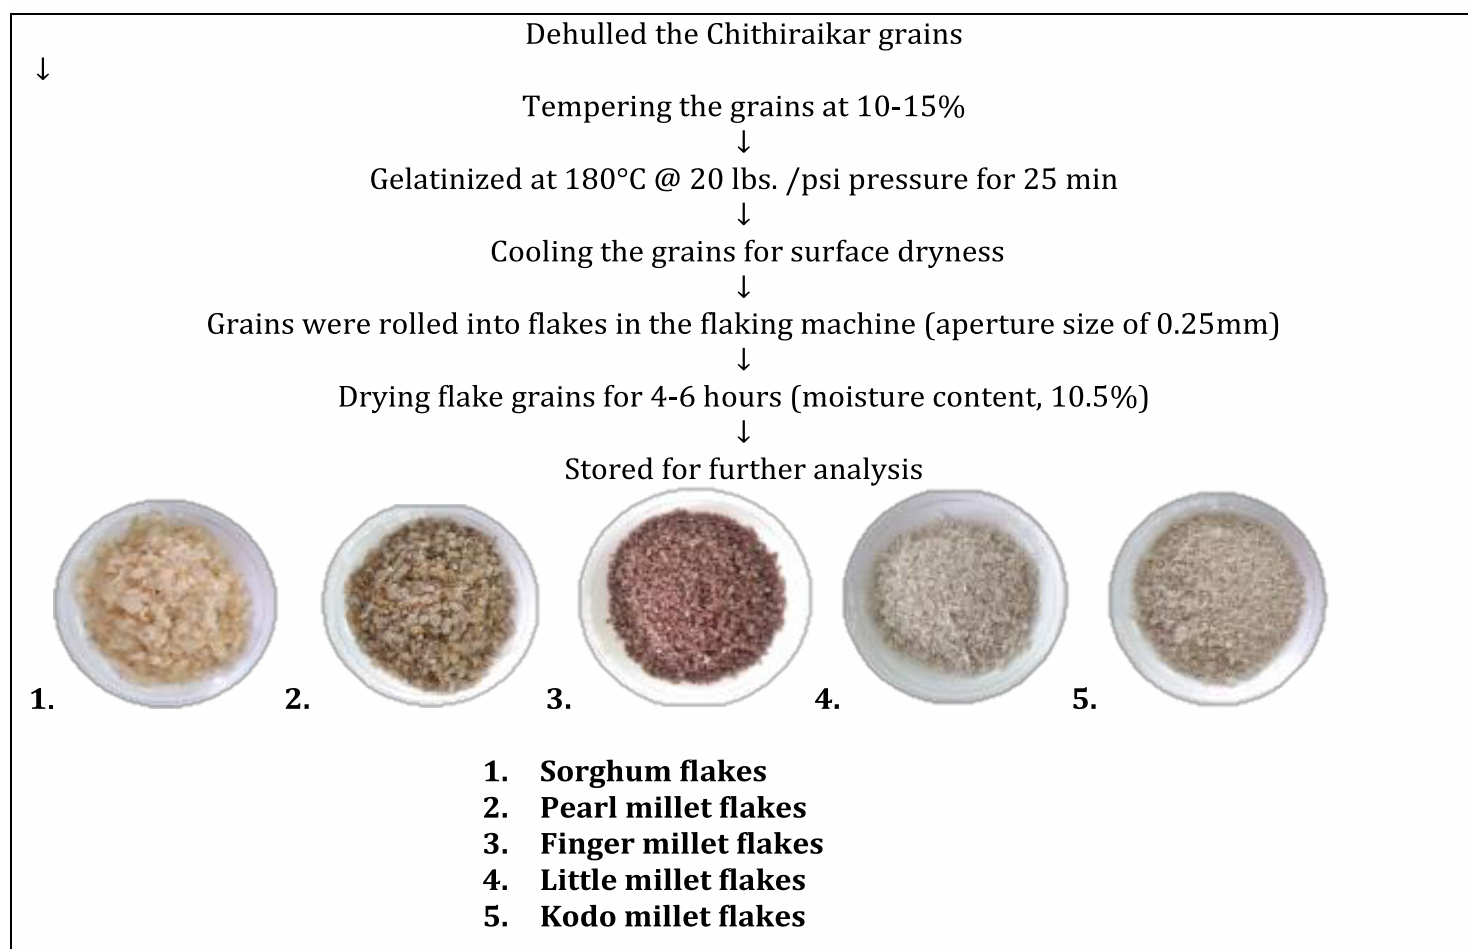 Dehulled the Chithiraikar grains
↓
Tempering the grains at 10-15%
↓
Gelatinized at 180°C @ 20 lbs. /psi pressure for 25 min
↓
Cooling the grains for surface dryness
↓
Grains were rolled into flakes in the flaking machine (aperture size of 0.25mm)
↓
Drying flake grains for 4-6 hours (moisture content, 10.5%)
↓
Stored for further analysis
1. 2. 3. 4. 5.
1. Sorghum flakes
2. Pearl millet flakes
3. Finger millet flakes
4. Little millet flakes
5. Kodo millet flakes